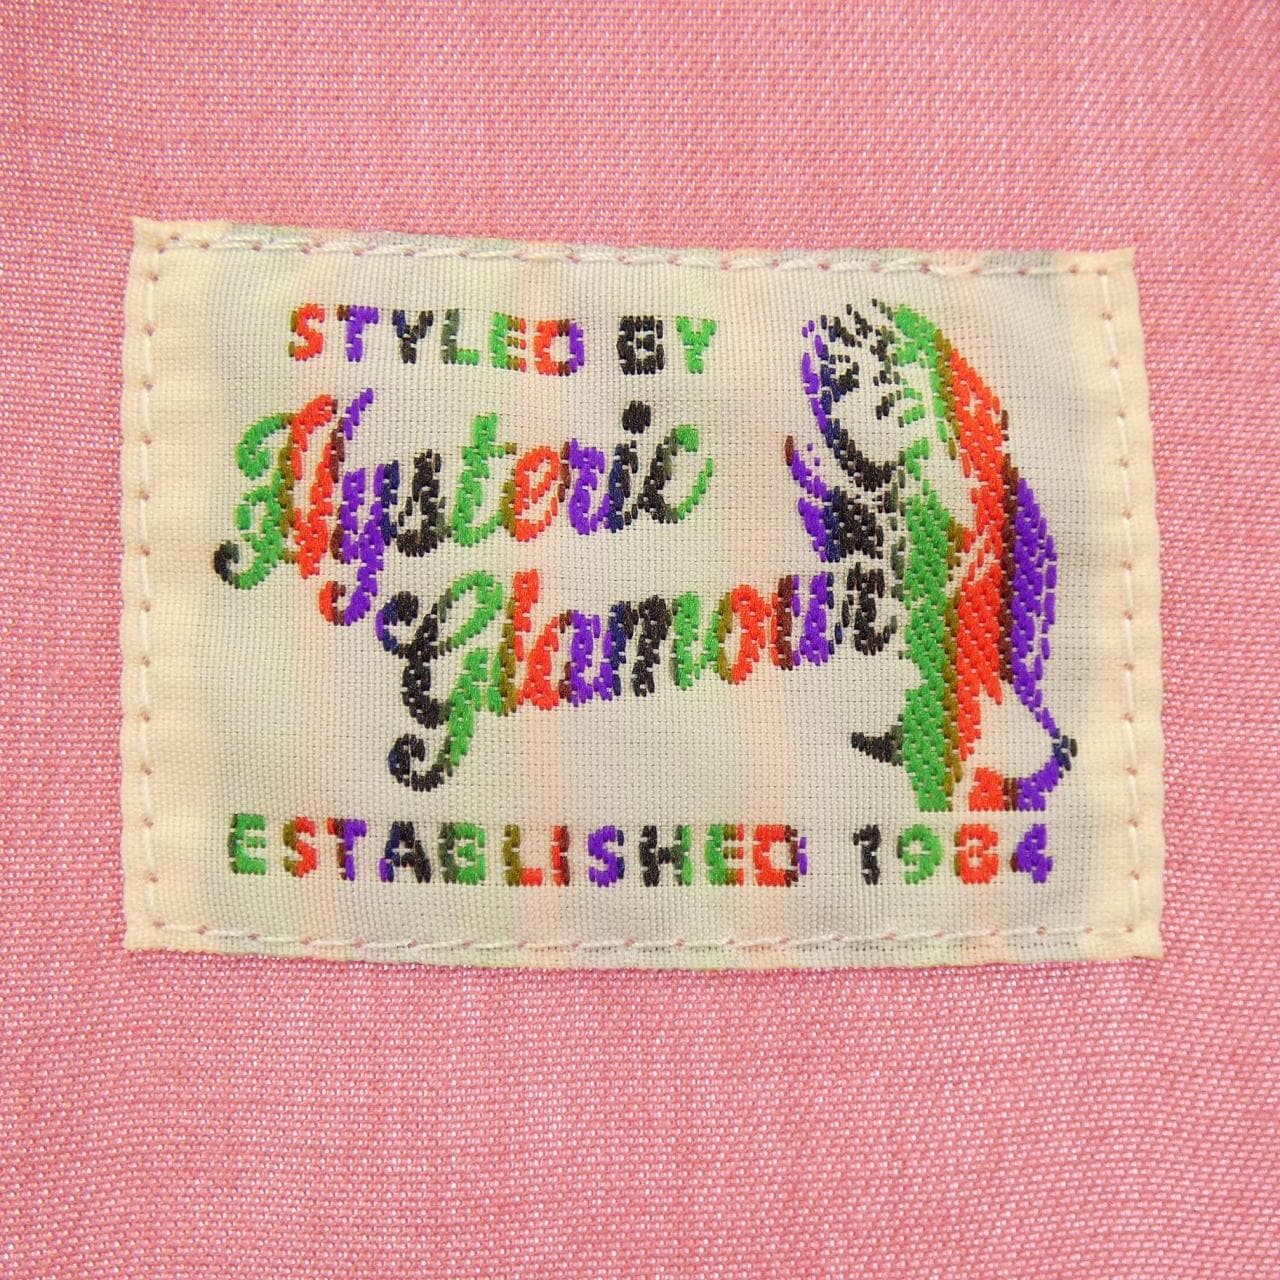 STYLED BY
Hysteric
Glamour
ESTABLISHED 1984